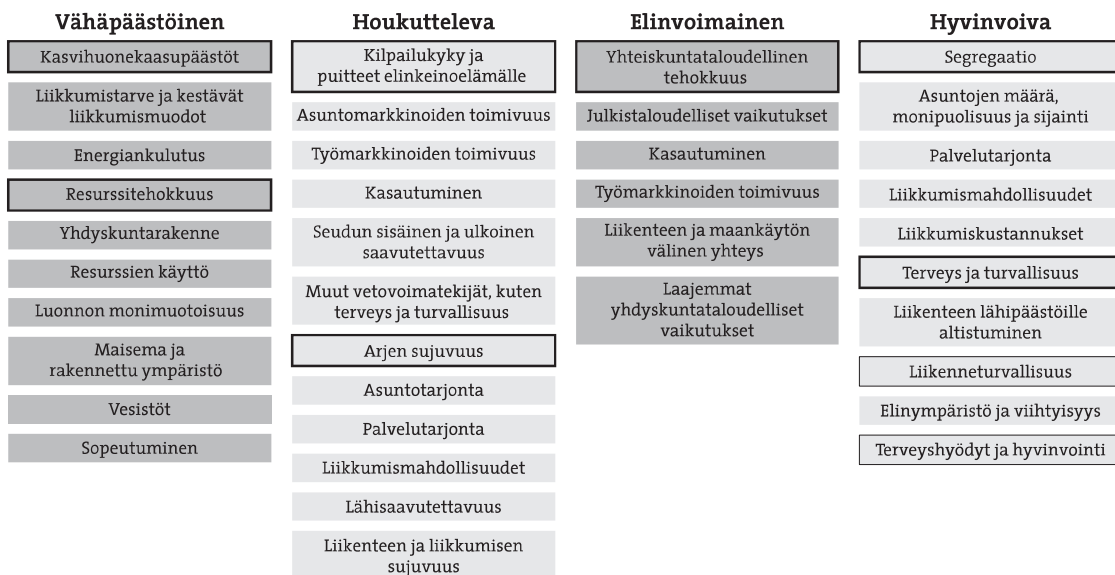 Vähäpäästöinen
Kasvihuonekaasupäästöt
Liikkumistarve ja kestävät
liikkumismuodot
Energiankulutus
Resurssitehokkuus
Yhdyskuntarakenne
Resurssien käyttö
Luonnon monimuotoisuus
Maisema ja
rakennettu ympäristö
Vesistöt
Sopeutuminen
Houkutteleva
Kilpailukyky ja
puitteet elinkeinoelämälle
Asuntomarkkinoiden toimivuus
Työmarkkinoiden toimivuus
Kasautuminen
Seudun sisäinen ja ulkoinen
saavutettavuus
Muut vetovoimatekijät, kuten
terveys ja turvallisuus
Arjen sujuvuus
Asuntotarjonta
Palvelutarjonta
Liikkumismahdollisuudet
Lähisaavutettavuus
Liikenteen ja liikkumisen
sujuvuus
Elinvoimainen
Yhteiskuntataloudellinen
tehokkuus
Julkistaloudelliset vaikutukset
Kasautuminen
Työmarkkinoiden toimivuus
Liikenteen ja maankäytön
välinen yhteys
Laajemmat
yhdyskuntataloudelliset
vaikutukset
Hyvinvoiva
Segregaatio
Asuntojen määrä,
monipuolisuus ja sijainti
Palvelutarjonta
Liikkumismahdollisuudet
Liikkumiskustannukset
Terveys ja turvallisuus
Liikenteen lähipäästöille
altistuminen
Liikenneturvallisuus
Elinympäristö ja viihtyisyys
Terveyshyödyt ja hyvinvointi